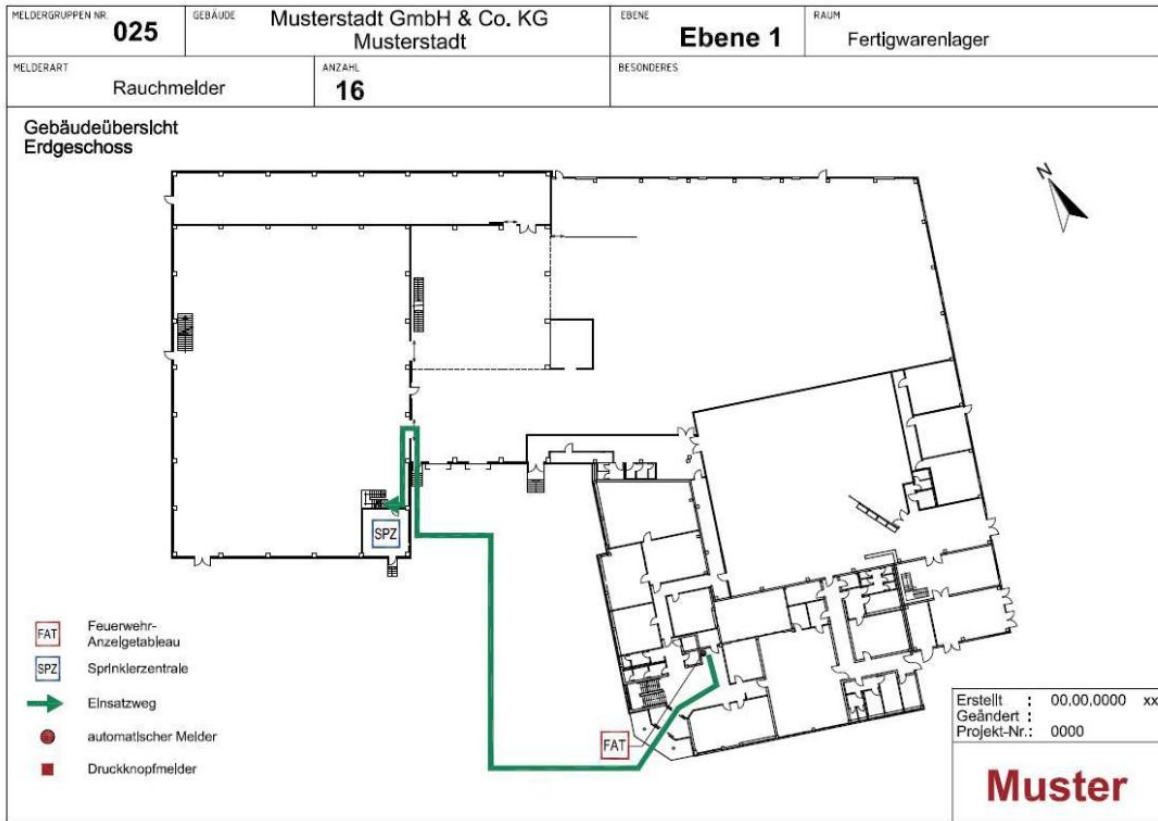 MELDERGRUPPEN NR.
025
GEBÄUDE
Musterstadt GmbH & Co. KG
Musterstadt
EBENE
Ebene 1
RAUM
Fertigwarenlager
MELDERART
Rauchmelder
ANZAHL
16
BESONDERES
Gebäudeübersicht
Erdgeschoss
N
SPZ
FAT
FAT Feuerwehr-
Anzeigetableau
SPZ Sprinklerzentrale
Einsatzweg
automatischer Melder
Druckknopfmelder
Erstellt : 00.00.0000 xx
Geändert :
Projekt-Nr.: 0000
Muster